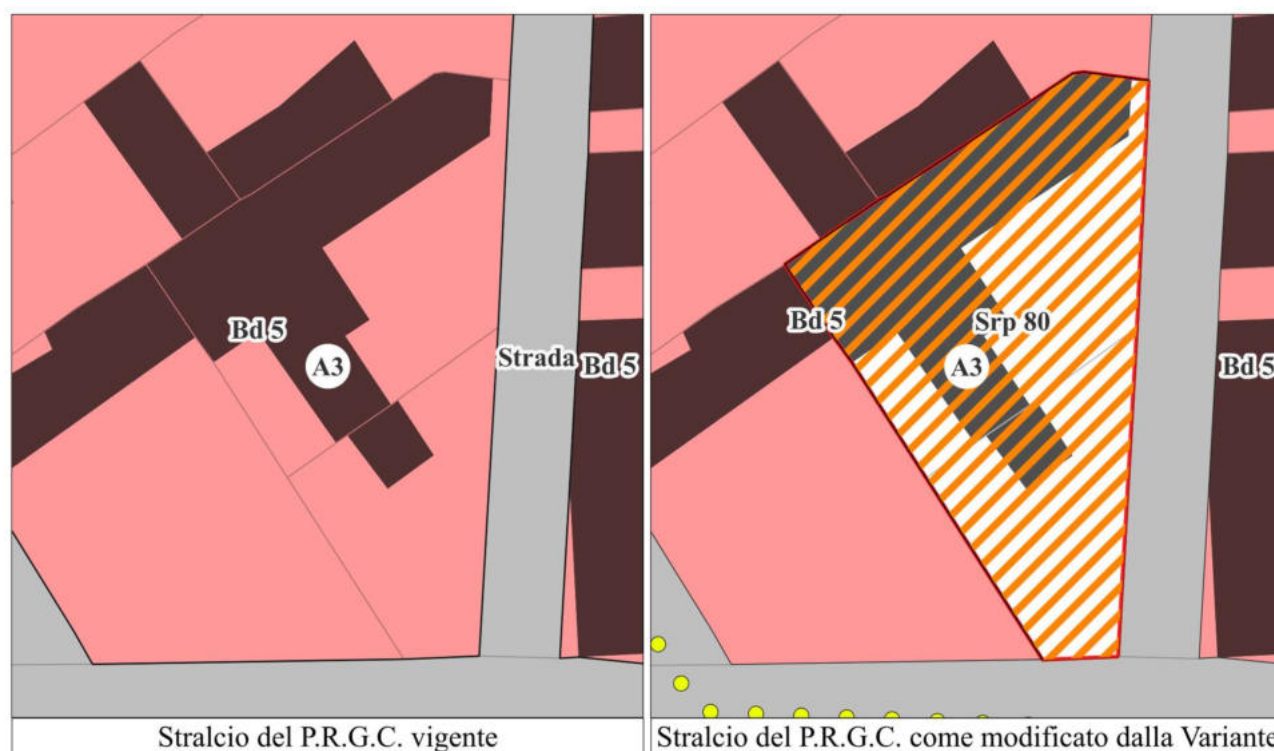 Bd 5
A3
Strada
Bd 5
Stralcio del P.R.G.C. vigente
Bd 5
Srp 80
A3
Bd 5
Stralcio del P.R.G.C. come modificato dalla Variante